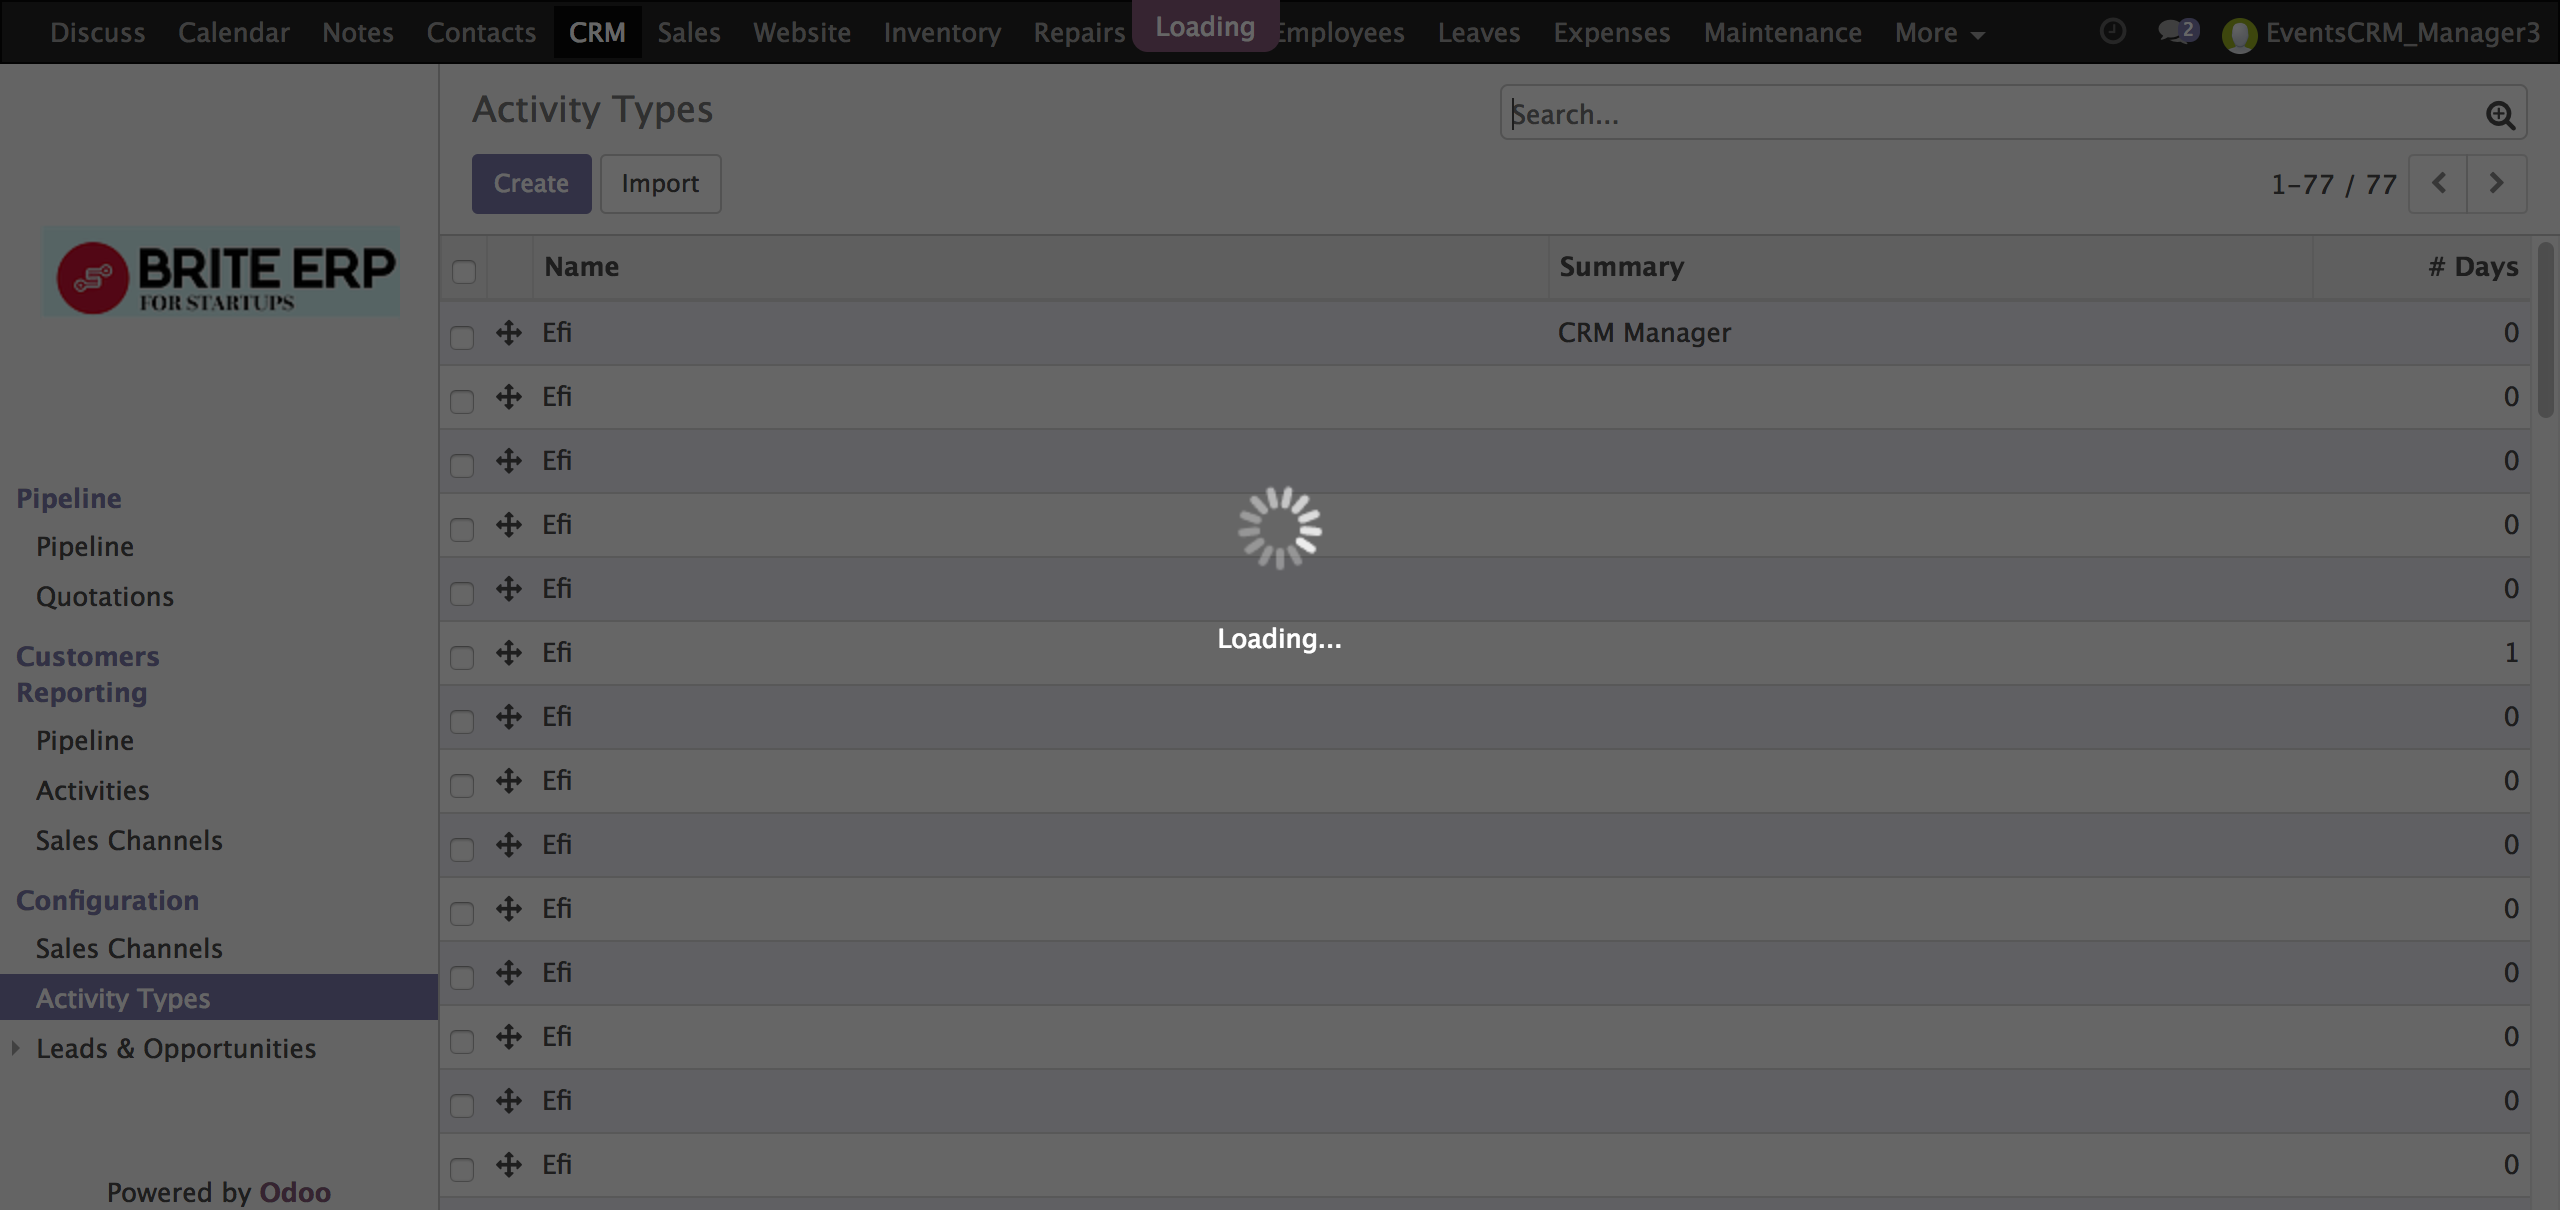 Discuss Calendar Notes Contacts CRM Sales Website Inventory Repairs Loading Employees Leaves Expenses Maintenance More 2 EventsCRM_Manager3
Activity Types
Search...
Create Import
1-77 / 77
BRITE ERP
FOR STARTUPS
Pipeline
Pipeline
Quotations
Customers
Reporting
Pipeline
Activities
Sales Channels
Configuration
Sales Channels
Activity Types
Leads & Opportunities
Powered by Odoo
Name Summary # Days
Efi CRM Manager 0
Efi 0
Efi 0
Efi 0
Efi 0
Efi 1
Efi 0
Efi 0
Efi 0
Efi 0
Efi 0
Efi 0
Efi 0
Efi 0
Loading...